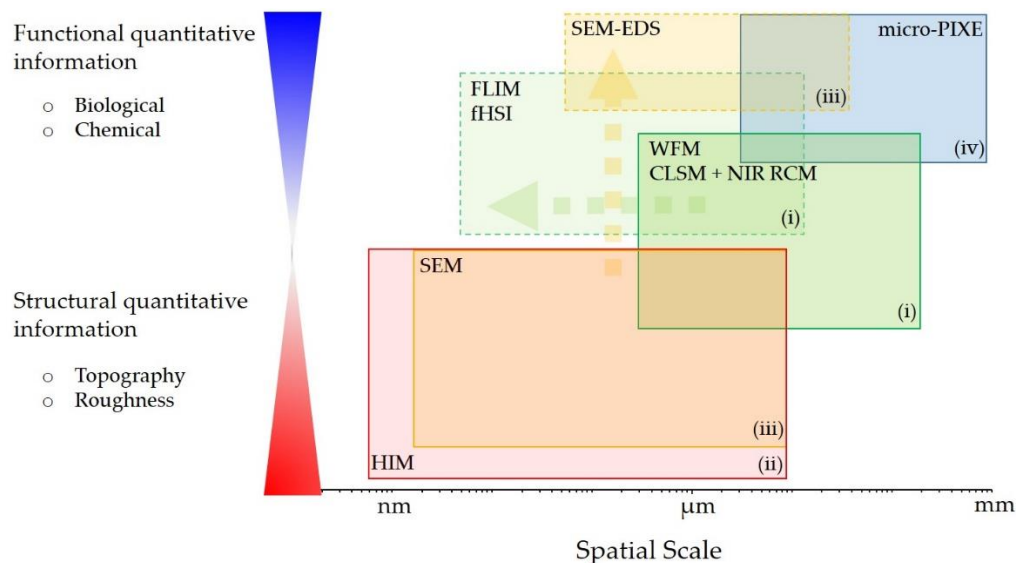 Functional quantitative
information
o Biological
o Chemical
Structural quantitative
information
o Topography
o Roughness
SEM-EDS
(iii)
micro-PIXE
(iv)
FLIM
fHSI
(i)
WFM
CLSM + NIR RCM
(i)
SEM
(iii)
HIM
(ii)
nm
μm
mm
Spatial Scale